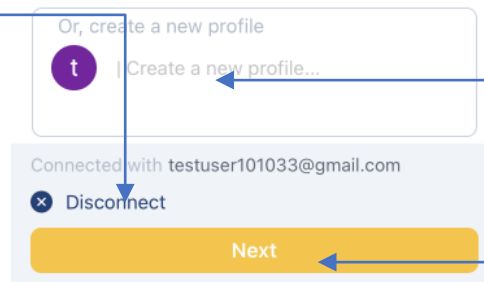 Or, create a new profile
t
Create a new profile...
Connected with testuser101033@gmail.com
Disconnect
Next